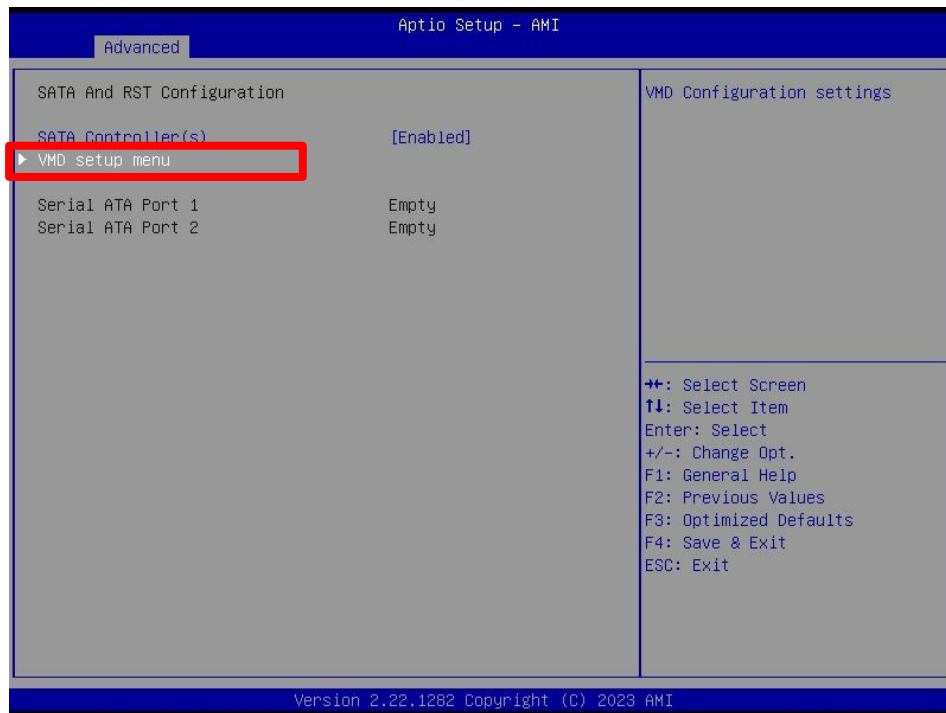 Aptio Setup – AMI
Advanced
SATA And RST Configuration
SATA Controller(s) [Enabled]
VMD setup menu
Serial ATA Port 1 Empty
Serial ATA Port 2 Empty
VMD Configuration settings
→←: Select Screen
↑↓: Select Item
Enter: Select
+/-: Change Opt.
F1: General Help
F2: Previous Values
F3: Optimized Defaults
F4: Save & Exit
ESC: Exit
Version 2.22.1282 Copyright (C) 2023 AMI